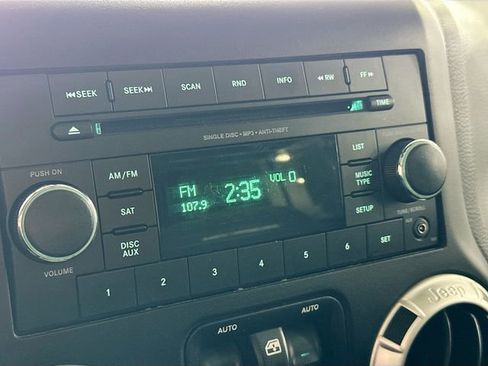 SEEK SEEK SCAN RND INFO RW FF
TIME
SINGLE DISC • MP3 • ANTI-THEFT
PUSH ON
VOLUME
AM/FM
SAT
DISC
AUX
FM 2:35 VOL 0
107.9
LIST
MUSIC
TYPE
SETUP
TUNE/SCROLL
AUX
1 2 3 4 5 6 SET
AUTO AUTO
Jeep